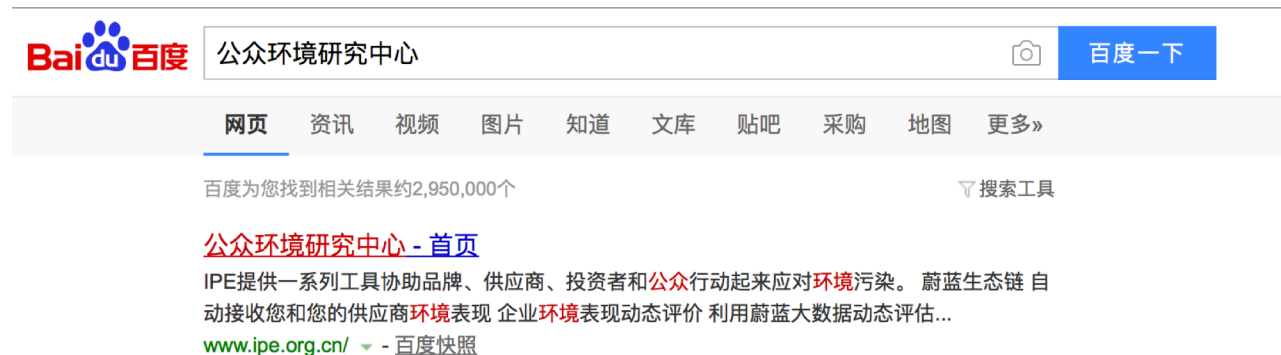 Bai du 百度 公众环境研究中心 百度一下
网页 资讯 视频 图片 知道 文库 贴吧 采购 地图 更多»
百度为您找到相关结果约2,950,000个 搜索工具
公众环境研究中心 - 首页
IPE提供一系列工具协助品牌、供应商、投资者和公众行动起来应对环境污染。 蔚蓝生态链 自
动接收您和您的供应商环境表现 企业环境表现动态评价 利用蔚蓝大数据动态评估...
www.ipe.org.cn/ - 百度快照